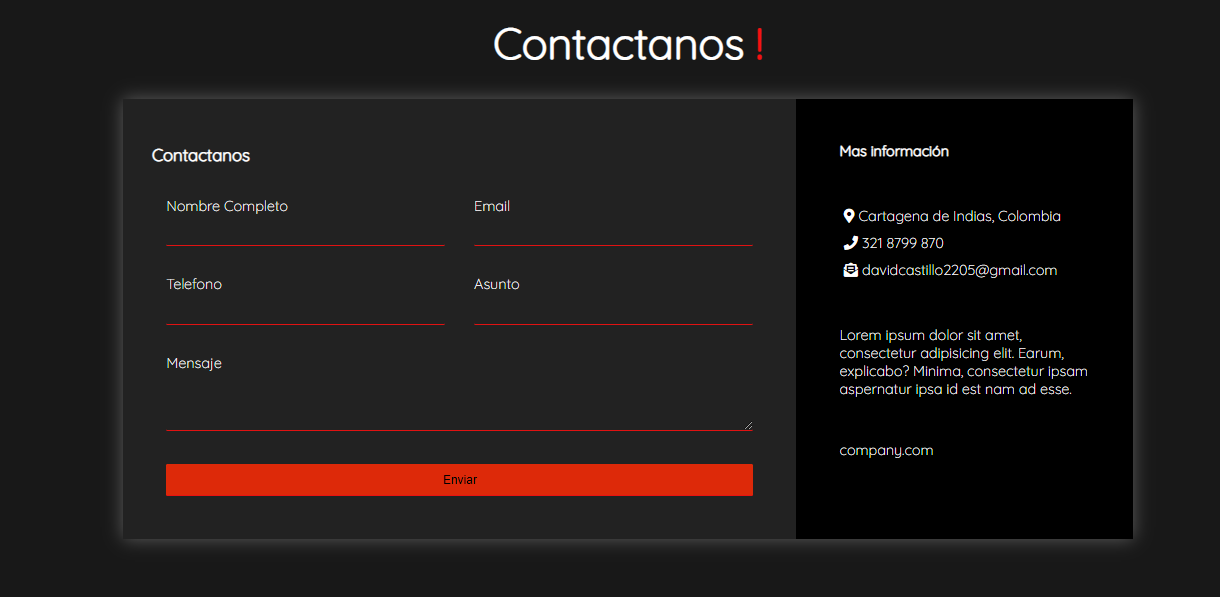 Contactanos !
Contactanos
Nombre Completo
Email
Telefono
Asunto
Mensaje
Enviar
Mas información
Cartagena de Indias, Colombia
321 8799 870
davidcastillo2205@gmail.com
Lorem ipsum dolor sit amet,
consectetur adipisicing elit. Earum,
explicabo? Minima, consectetur ipsam
aspernatur ipsa id est nam ad esse.
company.com